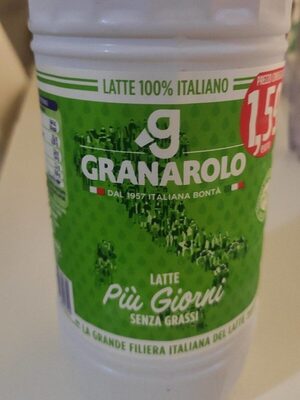 LATTE 100% ITALIANO
1,55
g
GRANAROLO
DAL 1957 ITALIANA BONTÀ
LATTE
Più Giorni
SENZA GRASSI
LA GRANDE FILIERA ITALIANA DEL LATTE